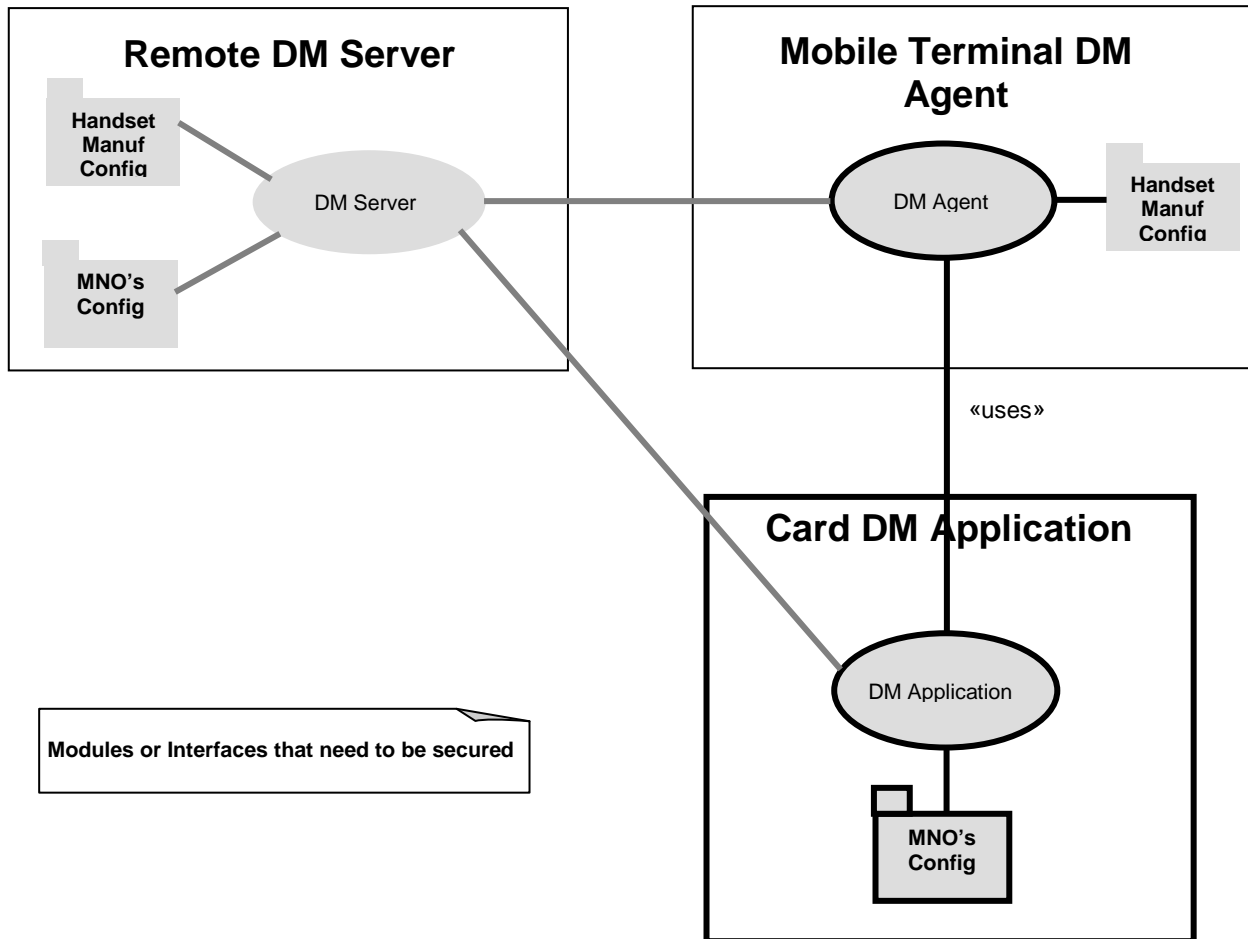 Remote DM Server
Handset
Manuf
Config
DM Server
MNO's
Config
Mobile Terminal DM
Agent
DM Agent
Handset
Manuf
Config
«uses»
Card DM Application
DM Application
MNO's
Config
Modules or Interfaces that need to be secured